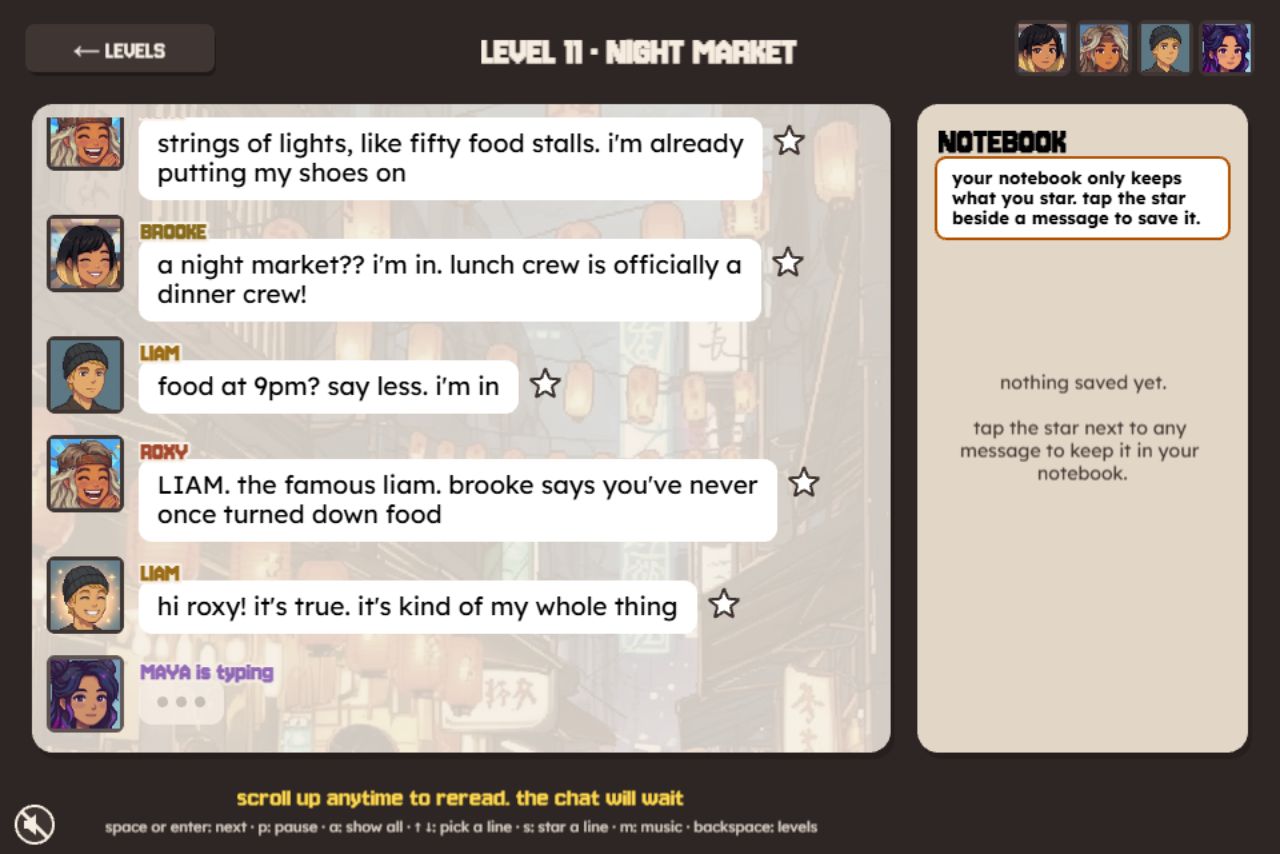 ← LEVELS
LEVEL 11 · NIGHT MARKET
strings of lights, like fifty food stalls. i'm already
putting my shoes on
BROOKE
a night market?? i'm in. lunch crew is officially a
dinner crew!
LIAM
food at 9pm? say less. i'm in
ROXY
LIAM. the famous liam. brooke says you've never
once turned down food
LIAM
hi roxy! it's true. it's kind of my whole thing
MAYA is typing
NOTEBOOK
your notebook only keeps
what you star. tap the star
beside a message to save it.
nothing saved yet.
tap the star next to any
message to keep it in your
notebook.
scroll up anytime to reread. the chat will wait
space or enter: next · p: pause · a: show all · ↑ ↓: pick a line · s: star a line · m: music · backspace: levels